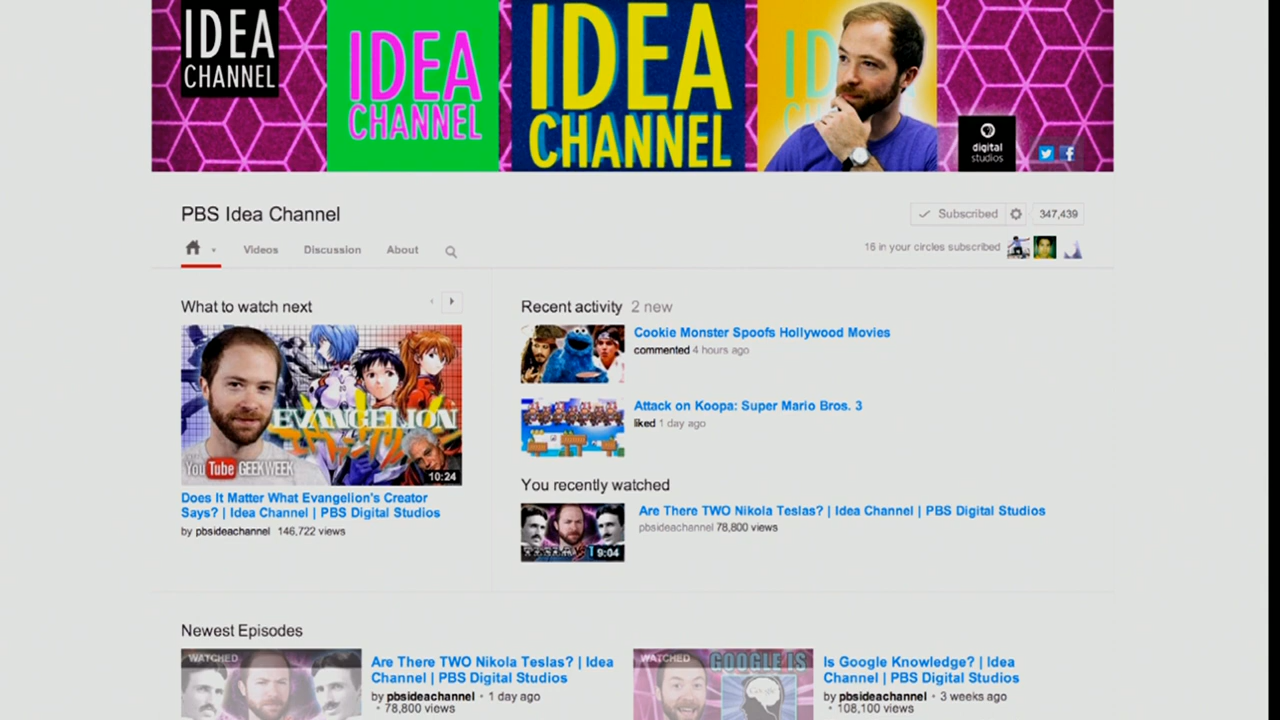 IDEA
CHANNEL
IDEA
CHANNEL
IDEA
CHANNEL
digital
studios
PBS Idea Channel
Subscribed
347,439
Videos
Discussion
About
16 in your circles subscribed
What to watch next
EVANGELION
You Tube GEEK WEEK
10:24
Does It Matter What Evangelion's Creator
Says? | Idea Channel | PBS Digital Studios
by pbsideachannel 146,722 views
Recent activity 2 new
Cookie Monster Spoofs Hollywood Movies
commented 4 hours ago
Attack on Koopa: Super Mario Bros. 3
liked 1 day ago
You recently watched
9:04
Are There TWO Nikola Teslas? | Idea Channel | PBS Digital Studios
pbsideachannel 78,800 views
Newest Episodes
WATCHED
Are There TWO Nikola Teslas? | Idea
Channel | PBS Digital Studios
by pbsideachannel • 1 day ago
• 78,800 views
WATCHED
GOOGLE IS
Is Google Knowledge? | Idea
Channel | PBS Digital Studios
by pbsideachannel • 3 weeks ago
• 108,100 views